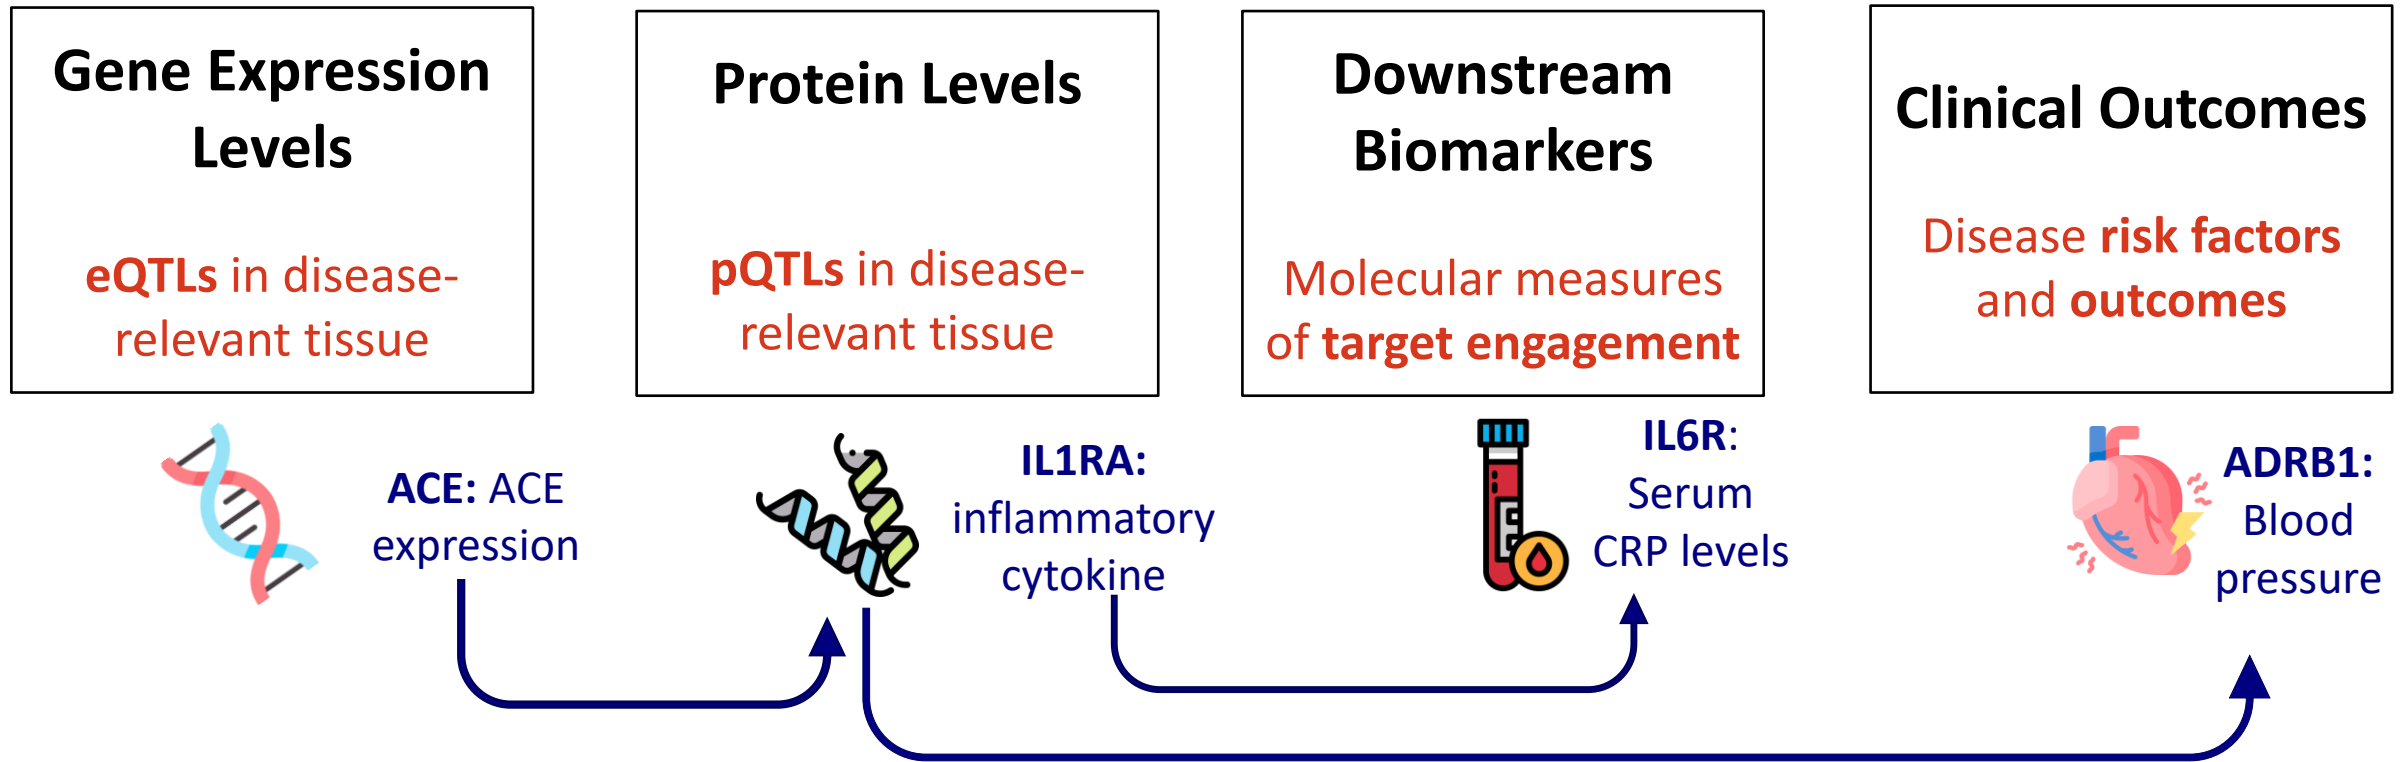 Gene Expression
Levels
eQTLs in disease-
relevant tissue
Protein Levels
pQTLs in disease-
relevant tissue
Downstream
Biomarkers
Molecular measures
of target engagement
Clinical Outcomes
Disease risk factors
and outcomes
ACE: ACE
expression
IL1RA:
inflammatory
cytokine
IL6R:
Serum
CRP levels
ADRB1:
Blood
pressure